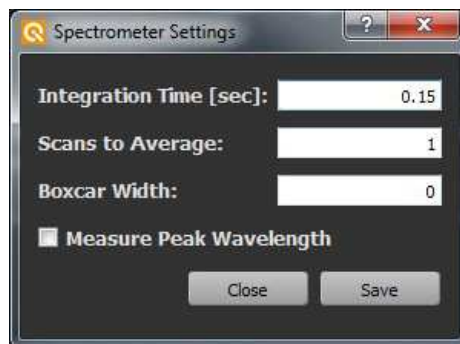 Spectrometer Settings ? X
Integration Time [sec]: 0.15
Scans to Average: 1
Boxcar Width: 0
Measure Peak Wavelength
Close Save